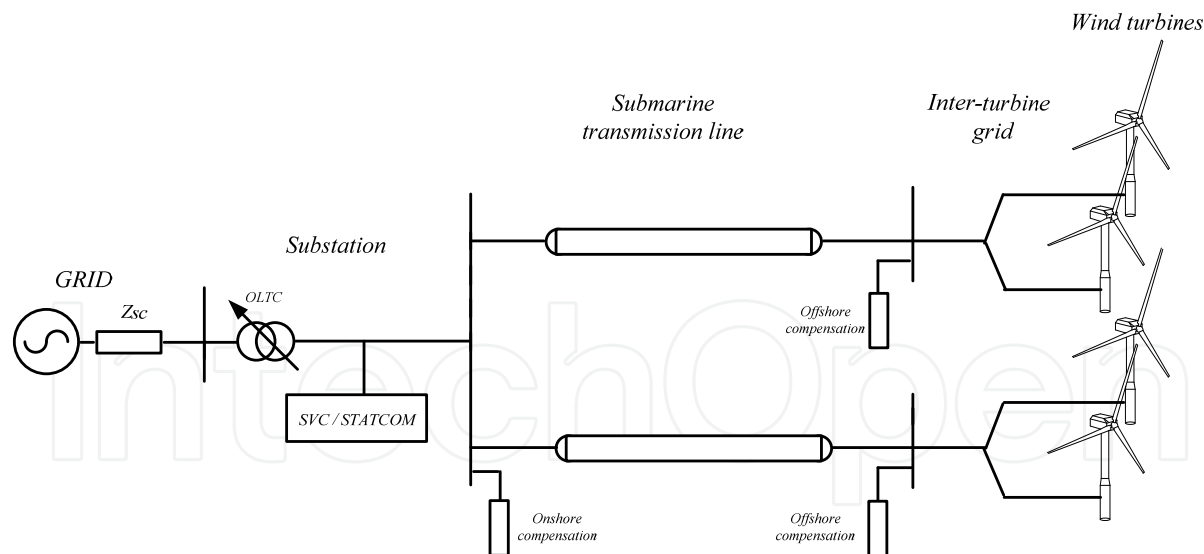 Wind turbines
Submarine
transmission line
Inter-turbine
grid
Substation
GRID
Zsc
OLTC
Offshore
compensation
SVC / STATCOM
Onshore
compensation
Offshore
compensation
IntechOpen